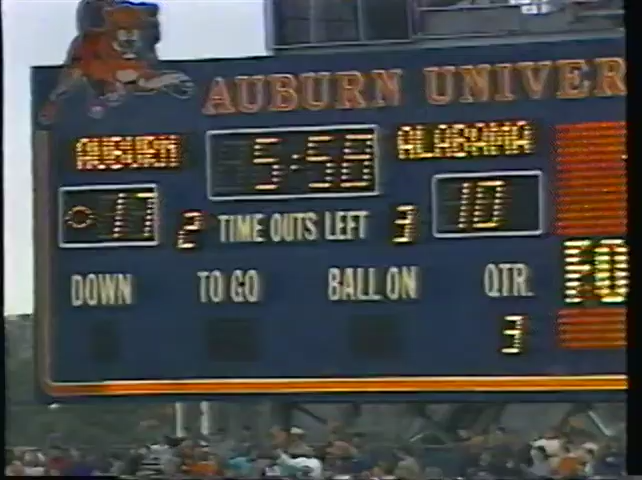 AUBURN UNIVER
AUBURN 5:58 ALABAMA
17 2 TIME OUTS LEFT 3 10
DOWN TO GO BALL ON QTR.
FO
3